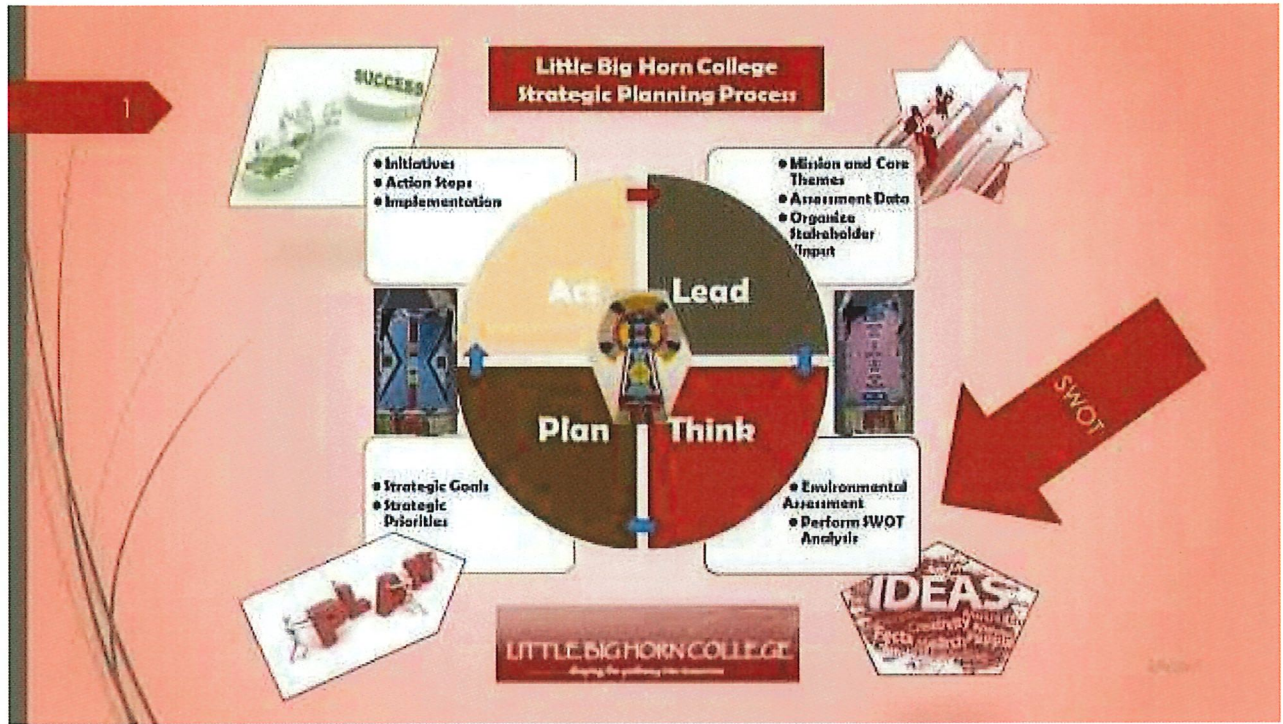 1
SUCCESS
Little Big Horn College
Strategic Planning Process
• Initiatives
• Action Steps
• Implementation
• Mission and Core
Themes
• Assessment Data
• Organize
Stakeholder
Input
Act
Lead
Plan
Think
SWOT
• Strategic Goals
• Strategic
Priorities
• Environmental
Assessment
• Perform SWOT
Analysis
PLAN
IDEAS
Creativity
Facts
LITTLE BIG HORN COLLEGE